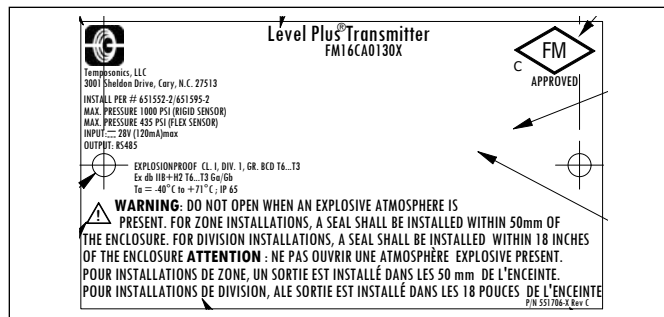 Level Plus® Transmitter
FM16CA0130X
FM
C
APPROVED
Temposonics, LLC
3001 Sheldon Drive, Cary, N.C. 27513
INSTALL PER # 651552-2/651595-2
MAX. PRESSURE 1000 PSI (RIGID SENSOR)
MAX. PRESSURE 435 PSI (FLEX SENSOR)
INPUT: ⎓ 28V (120mA)max
OUTPUT: RS485
EXPLOSIONPROOF CL. I, DIV. 1, GR. BCD T6...T3
Ex db IIB+H2 T6...T3 Ga/Gb
Ta = -40°C to +71°C ; IP 65
WARNING: DO NOT OPEN WHEN AN EXPLOSIVE ATMOSPHERE IS
PRESENT. FOR ZONE INSTALLATIONS, A SEAL SHALL BE INSTALLED WITHIN 50mm OF
THE ENCLOSURE. FOR DIVISION INSTALLATIONS, A SEAL SHALL BE INSTALLED WITHIN 18 INCHES
OF THE ENCLOSURE ATTENTION : NE PAS OUVRIR UNE ATMOSPHÈRE EXPLOSIVE PRESENT.
POUR INSTALLATIONS DE ZONE, UN SORTIE EST INSTALLÉ DANS LES 50 mm DE L'ENCEINTE.
POUR INSTALLATIONS DE DIVISION, ALE SORTIE EST INSTALLÉ DANS LES 18 POUCES DE L'ENCEINTE
P/N 551706-X Rev C